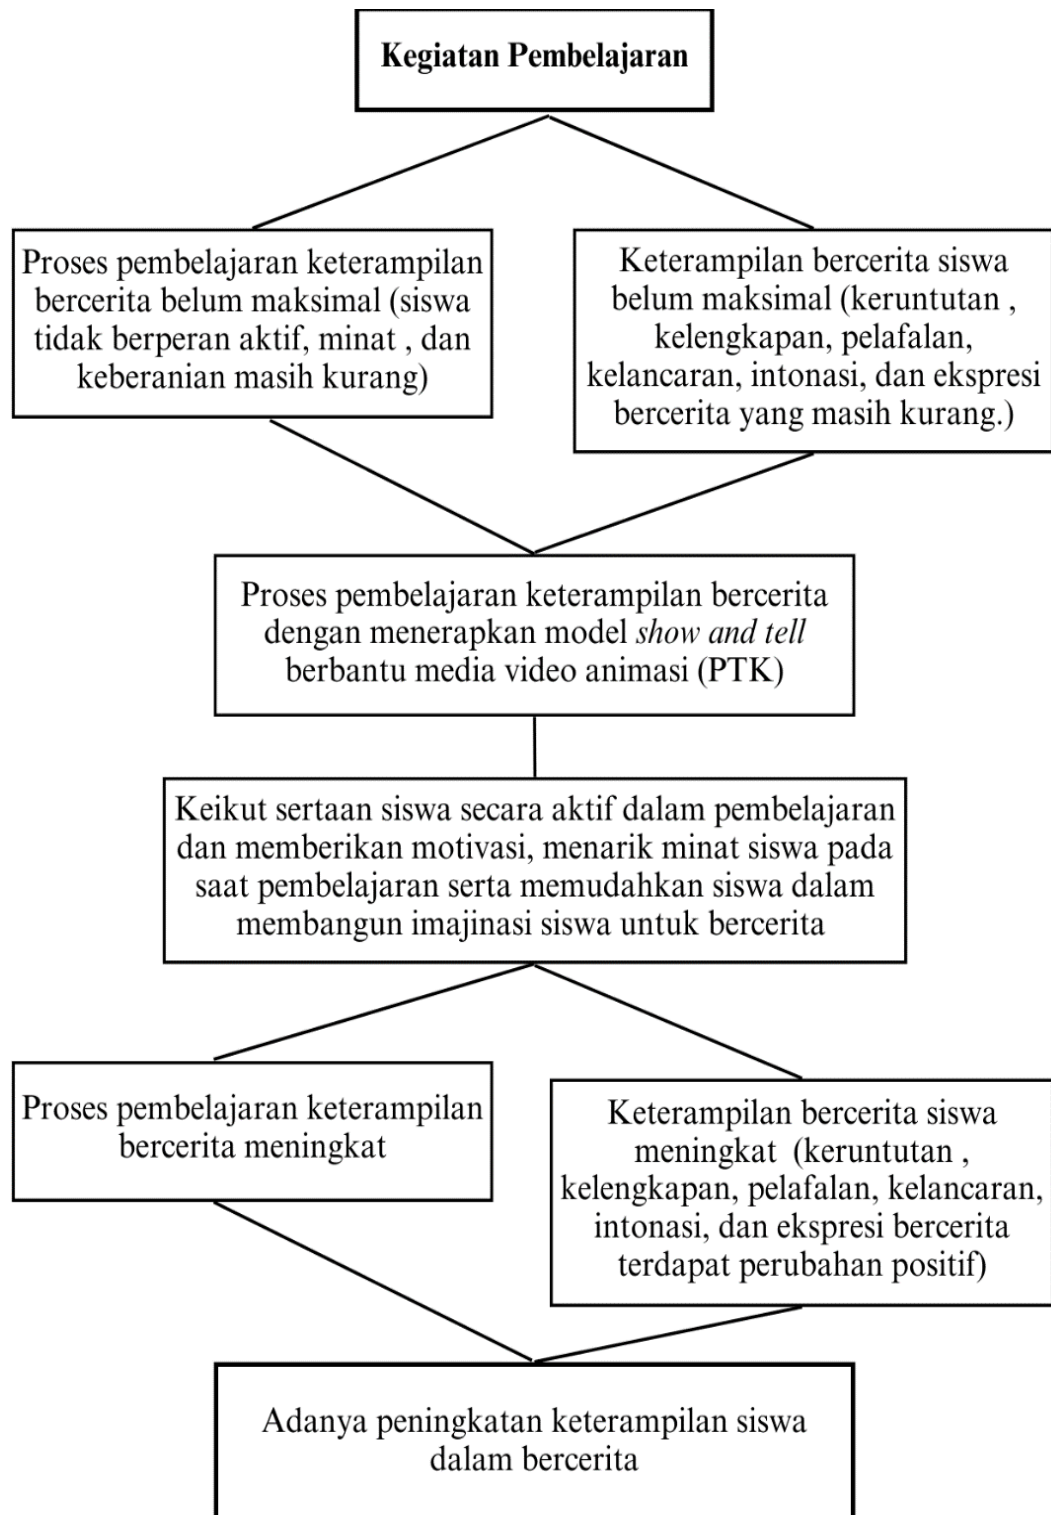 Kegiatan Pembelajaran
Proses pembelajaran keterampilan
bercerita belum maksimal (siswa
tidak berperan aktif, minat , dan
keberanian masih kurang)
Keterampilan bercerita siswa
belum maksimal (keruntutan ,
kelengkapan, pelafalan,
kelancaran, intonasi, dan ekspresi
bercerita yang masih kurang.)
Proses pembelajaran keterampilan bercerita
dengan menerapkan model show and tell
berbantu media video animasi (PTK)
Keikut sertaan siswa secara aktif dalam pembelajaran
dan memberikan motivasi, menarik minat siswa pada
saat pembelajaran serta memudahkan siswa dalam
membangun imajinasi siswa untuk bercerita
Proses pembelajaran keterampilan
bercerita meningkat
Keterampilan bercerita siswa
meningkat (keruntutan ,
kelengkapan, pelafalan, kelancaran,
intonasi, dan ekspresi bercerita
terdapat perubahan positif)
Adanya peningkatan keterampilan siswa
dalam bercerita